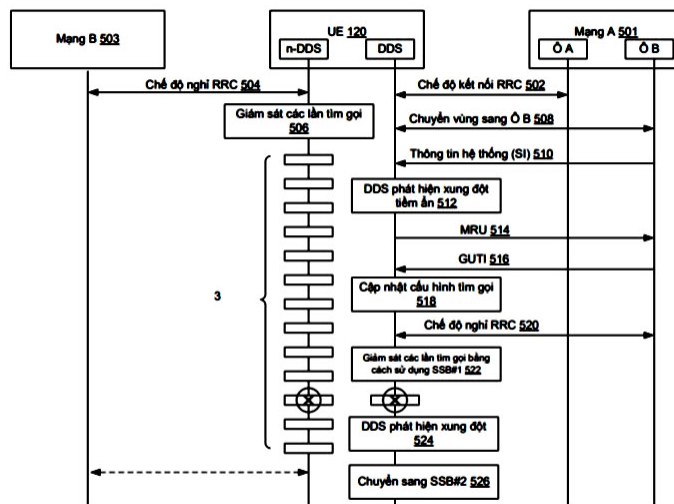 Mạng B 503
UE 120
n-DDS
DDS
Mạng A 501
Ô A
Ô B
Chế độ nghỉ RRC 504
Chế độ kết nối RRC 502
Giám sát các lần tìm gọi
506
Chuyển vùng sang Ô B 508
Thông tin hệ thống (SI) 510
DDS phát hiện xung đột
tiềm ẩn 512
MRU 514
GUTI 516
3
Cập nhật cấu hình tìm gọi
518
Chế độ nghỉ RRC 520
Giám sát các lần tìm gọi bằng
cách sử dụng SSB#1 522
DDS phát hiện xung đột
524
Chuyển sang SSB#2 526